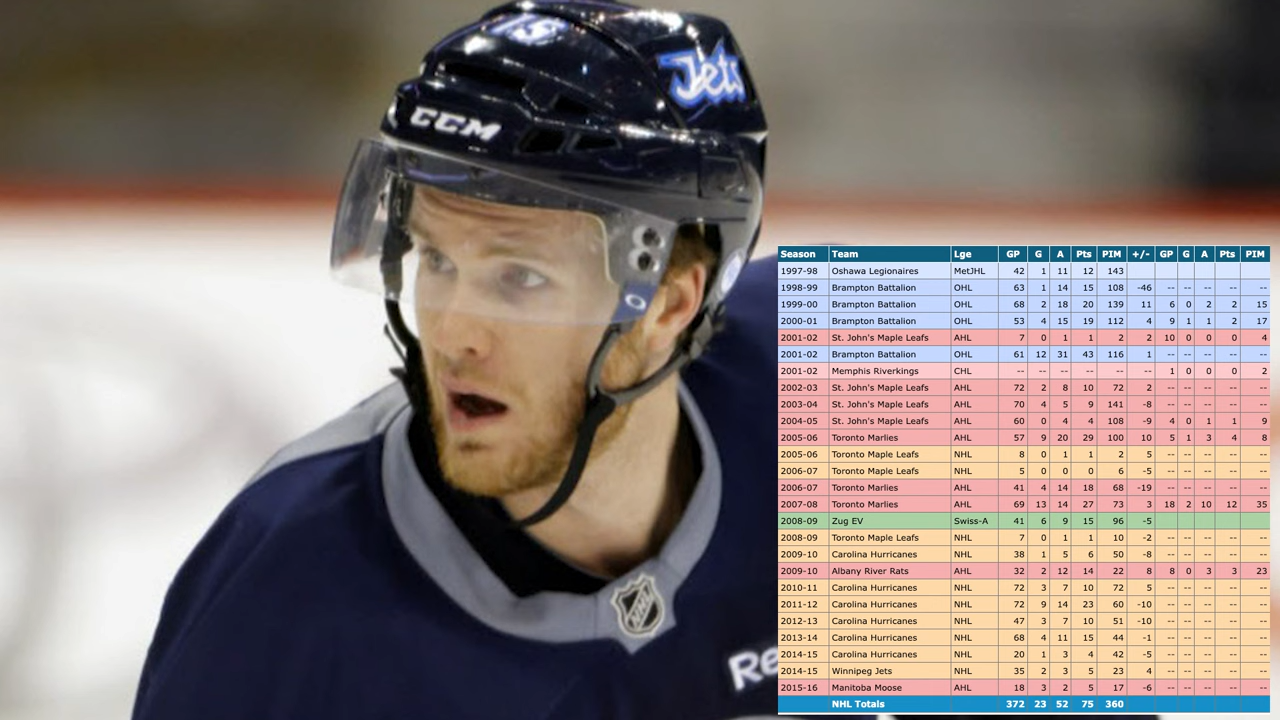 15
Jets
CCM
NHL
Re
Season Team Lge GP G A Pts PIM +/- GP G A Pts PIM
1997-98 Oshawa Legionaires MetJHL 42 1 11 12 143
1998-99 Brampton Battalion OHL 63 1 14 15 108 -46 -- -- -- -- --
1999-00 Brampton Battalion OHL 68 2 18 20 139 11 6 0 2 2 15
2000-01 Brampton Battalion OHL 53 4 15 19 112 4 9 1 1 2 17
2001-02 St. John's Maple Leafs AHL 7 0 1 1 2 2 10 0 0 0 4
2001-02 Brampton Battalion OHL 61 12 31 43 116 1 -- -- -- -- --
2001-02 Memphis Riverkings CHL -- -- -- -- -- -- 1 0 0 0 2
2002-03 St. John's Maple Leafs AHL 72 2 8 10 72 2 -- -- -- -- --
2003-04 St. John's Maple Leafs AHL 70 4 5 9 141 -8 -- -- -- -- --
2004-05 St. John's Maple Leafs AHL 60 0 4 4 108 -9 4 0 1 1 9
2005-06 Toronto Marlies AHL 57 9 20 29 100 10 5 1 3 4 8
2005-06 Toronto Maple Leafs NHL 8 0 1 1 2 5 -- -- -- -- --
2006-07 Toronto Maple Leafs NHL 5 0 0 0 6 -5 -- -- -- -- --
2006-07 Toronto Marlies AHL 41 4 14 18 68 -19 -- -- -- -- --
2007-08 Toronto Marlies AHL 69 13 14 27 73 3 18 2 10 12 35
2008-09 Zug EV Swiss-A 41 6 9 15 96 -5
2008-09 Toronto Maple Leafs NHL 7 0 1 1 10 -2 -- -- -- -- --
2009-10 Carolina Hurricanes NHL 38 1 5 6 50 -8 -- -- -- -- --
2009-10 Albany River Rats AHL 32 2 12 14 22 8 8 0 3 3 23
2010-11 Carolina Hurricanes NHL 72 3 7 10 72 5 -- -- -- -- --
2011-12 Carolina Hurricanes NHL 72 9 14 23 60 -10 -- -- -- -- --
2012-13 Carolina Hurricanes NHL 47 3 7 10 51 -10 -- -- -- -- --
2013-14 Carolina Hurricanes NHL 68 4 11 15 44 -1 -- -- -- -- --
2014-15 Carolina Hurricanes NHL 20 1 3 4 42 -5 -- -- -- -- --
2014-15 Winnipeg Jets NHL 35 2 3 5 23 4 -- -- -- -- --
2015-16 Manitoba Moose AHL 18 3 2 5 17 -6 -- -- -- -- --
NHL Totals 372 23 52 75 360